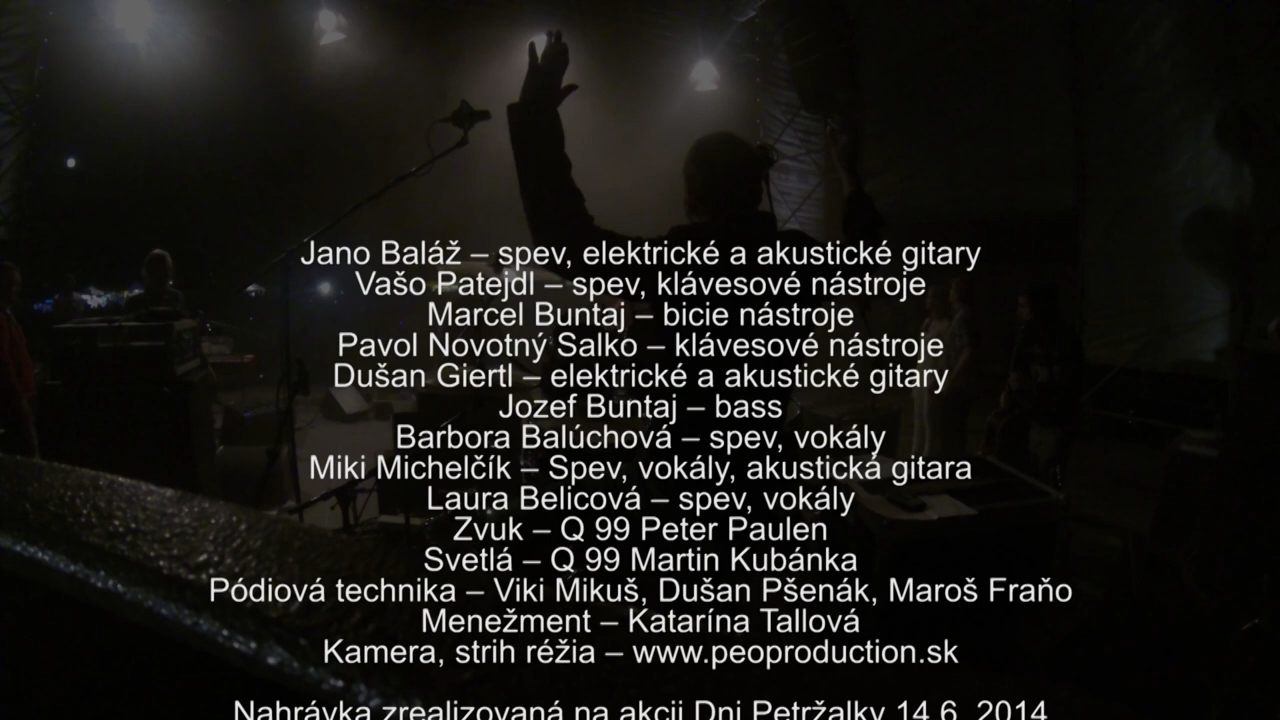 Jano Baláž – spev, elektrické a akustické gitary
Vašo Patejdl – spev, klávesové nástroje
Marcel Buntaj – bicie nástroje
Pavol Novotný Salko – klávesové nástroje
Dušan Giertl – elektrické a akustické gitary
Jozef Buntaj – bass
Barbora Balúchová – spev, vokály
Miki Michelčík – Spev, vokály, akustická gitara
Laura Belicová – spev, vokály
Zvuk – Q 99 Peter Paulen
Svetlá – Q 99 Martin Kubánka
Pódiová technika – Viki Mikuš, Dušan Pšenák, Maroš Fraňo
Menežment – Katarína Tallová
Kamera, strih réžia – www.peoproduction.sk
Nahrávka zrealizovaná na akcii Dni Petržalky 14.6. 2014